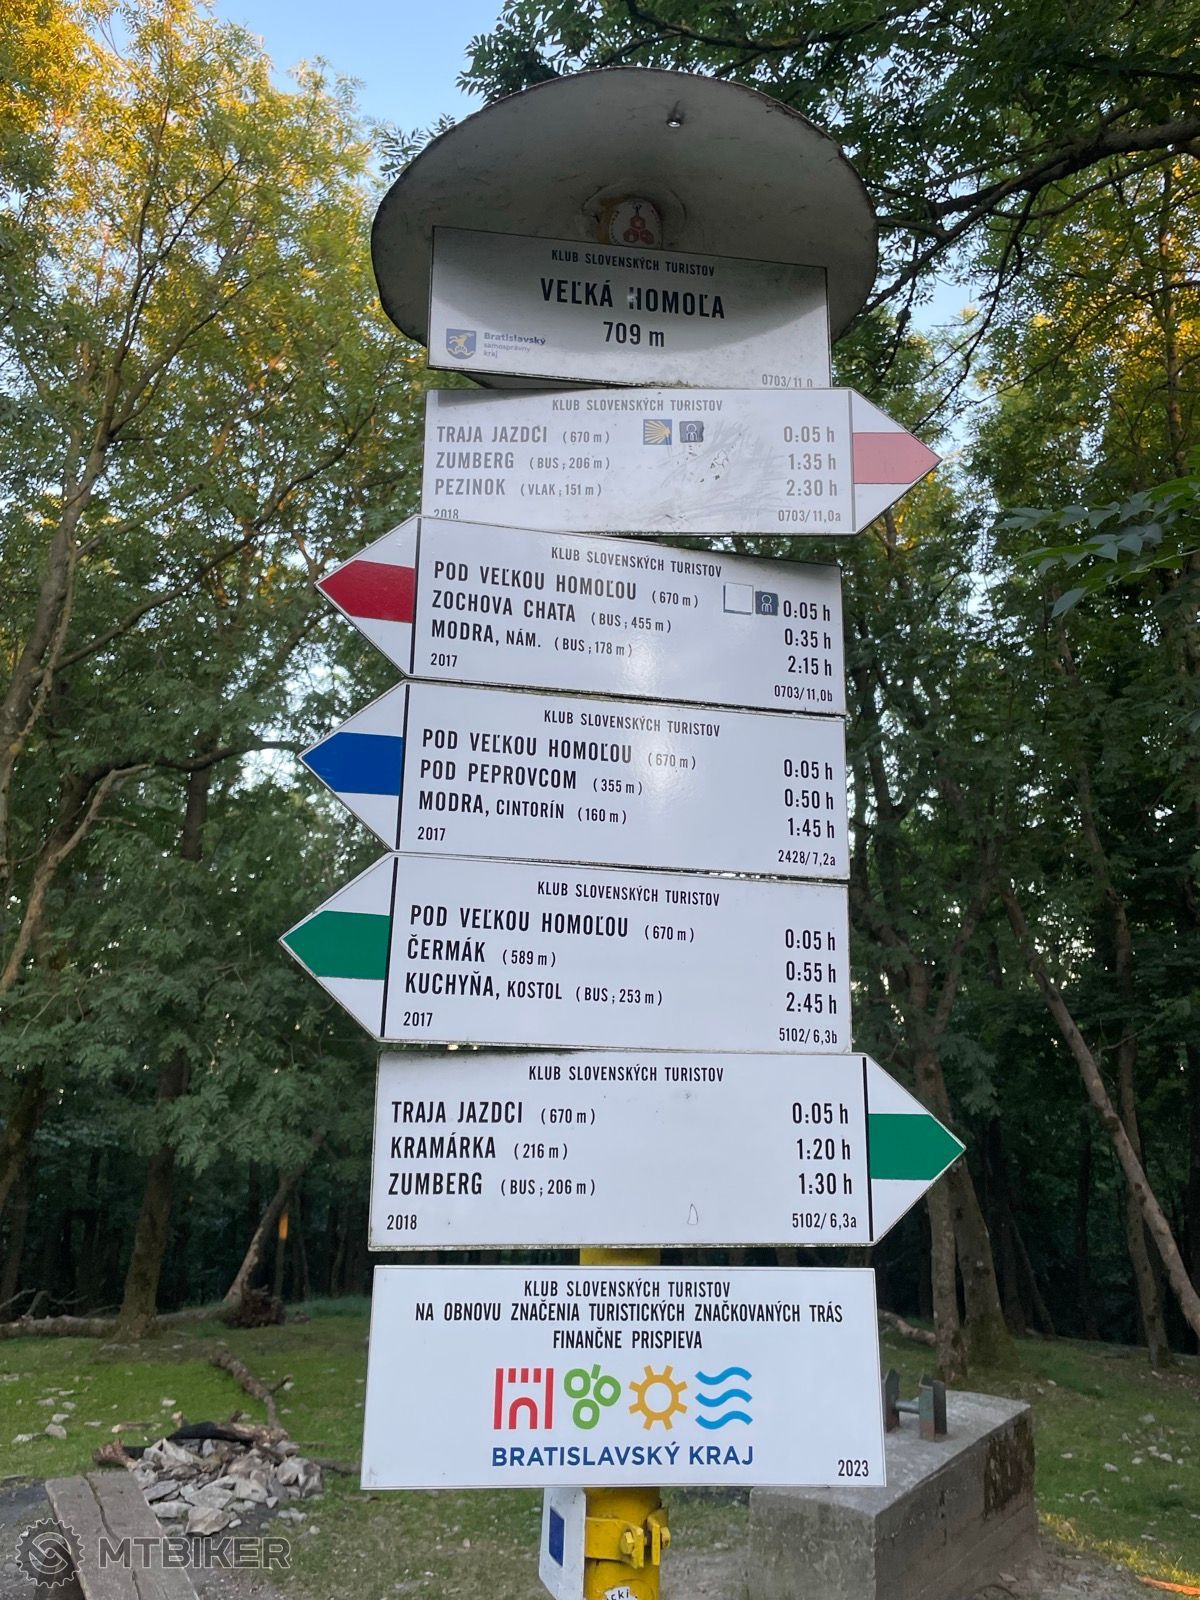 KLUB SLOVENSKÝCH TURISTOV
VEĽKÁ HOMOĽA
709 m
Bratislavský
samosprávny
kraj
0703/11,0
KLUB SLOVENSKÝCH TURISTOV
TRAJA JAZDCI (670 m) 0:05 h
ZUMBERG (BUS; 206 m) 1:35 h
PEZINOK (VLAK; 151 m) 2:30 h
2018 0703/11,0a
KLUB SLOVENSKÝCH TURISTOV
POD VEĽKOU HOMOĽOU (670 m) 0:05 h
ZOCHOVA CHATA (BUS; 455 m) 0:35 h
MODRA, NÁM. (BUS; 178 m) 2:15 h
2017 0703/11,0b
KLUB SLOVENSKÝCH TURISTOV
POD VEĽKOU HOMOĽOU (670 m) 0:05 h
POD PEPROVCOM (355 m) 0:50 h
MODRA, CINTORÍN (160 m) 1:45 h
2017 2428/7,2a
KLUB SLOVENSKÝCH TURISTOV
POD VEĽKOU HOMOĽOU (670 m) 0:05 h
ČERMÁK (589 m) 0:55 h
KUCHYŇA, KOSTOL (BUS; 253 m) 2:45 h
2017 5102/6,3b
KLUB SLOVENSKÝCH TURISTOV
TRAJA JAZDCI (670 m) 0:05 h
KRAMÁRKA (216 m) 1:20 h
ZUMBERG (BUS; 206 m) 1:30 h
2018 5102/6,3a
KLUB SLOVENSKÝCH TURISTOV
NA OBNOVU ZNAČENIA TURISTICKÝCH ZNAČKOVANÝCH TRÁS
FINANČNE PRISPIEVA
BRATISLAVSKÝ KRAJ
2023
MTBIKER